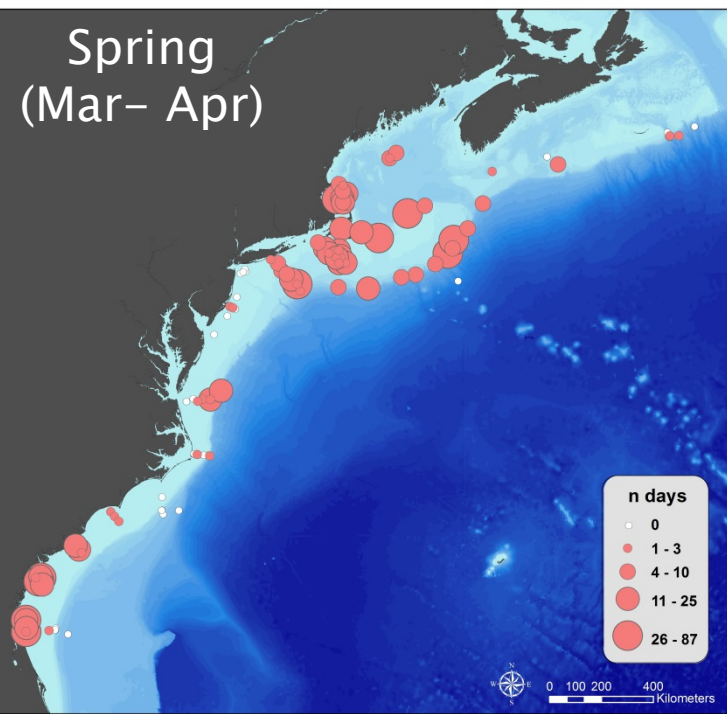 Spring
(Mar– Apr)
n days
0
1 - 3
4 - 10
11 - 25
26 - 87
N
W E
S
0 100 200 400
Kilometers